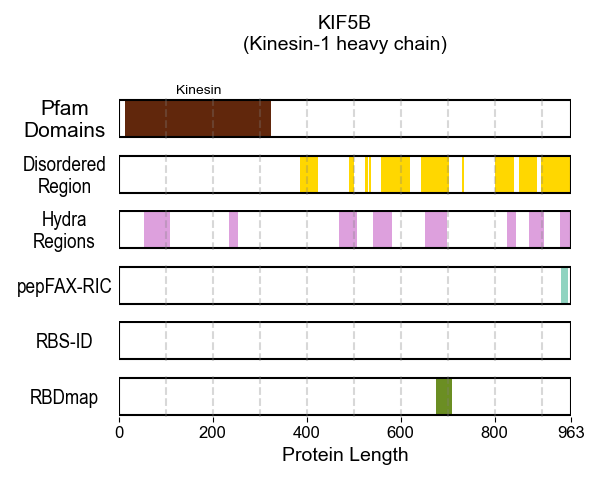 KIF5B
(Kinesin-1 heavy chain)
Kinesin
Pfam
Domains
Disordered
Region
Hydra
Regions
pepFAX-RIC
RBS-ID
RBDmap
0 200 400 600 800 963
Protein Length